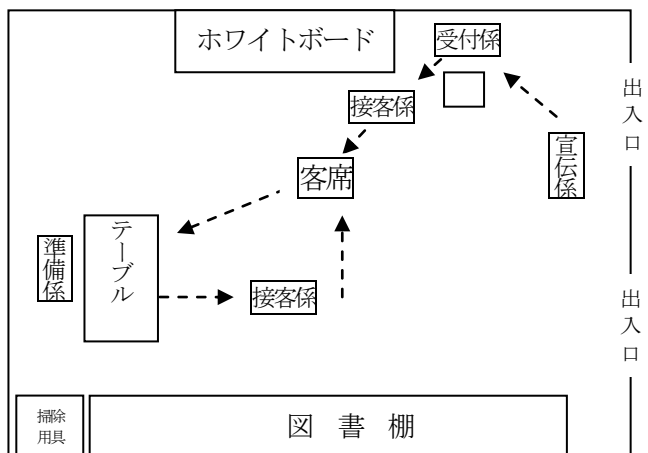 ホワイトボード
受付係
出入口
接客係
宣伝係
客席
テーブル
準備係
接客係
出入口
掃除
用具
図書棚